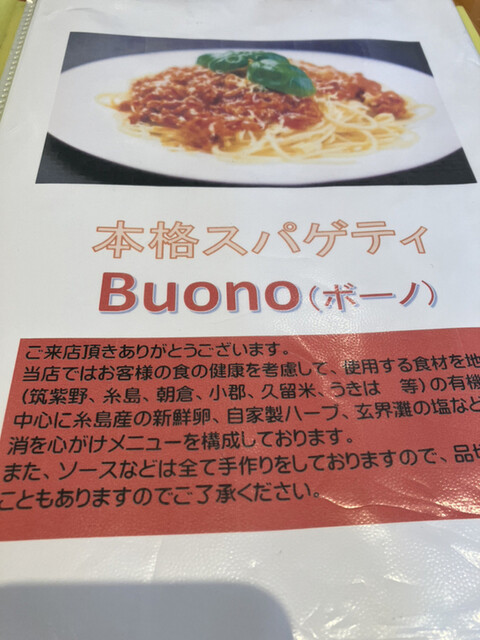 本格スパゲティ
Buono(ボーノ)
ご来店頂きありがとうございます。
当店ではお客様の食の健康を考慮して、使用する食材を地
(筑紫野、糸島、朝倉、小郡、久留米、うきは 等)の有機
中心に糸島産の新鮮卵、自家製ハーブ、玄界灘の塩など
消を心がけメニューを構成しております。
また、ソースなどは全て手作りをしておりますので、品切
こともありますのでご了承ください。